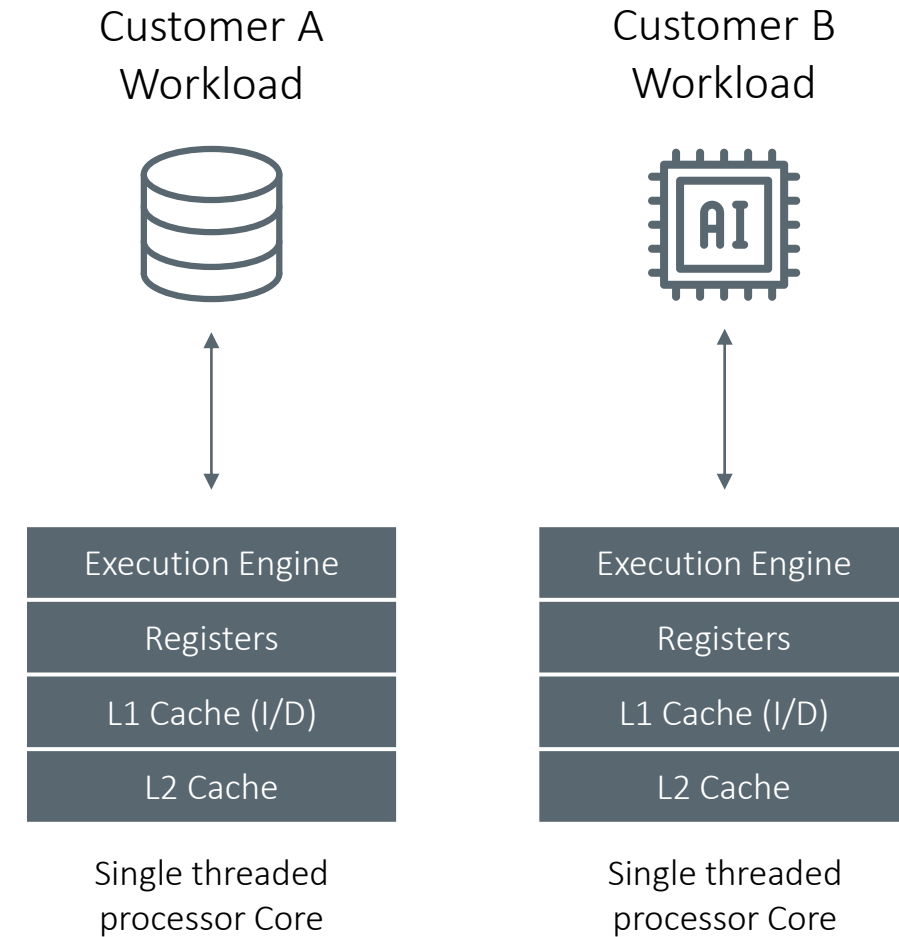 Customer A
Workload
Execution Engine
Registers
L1 Cache (I/D)
L2 Cache
Single threaded
processor Core
Customer B
Workload
AI
Execution Engine
Registers
L1 Cache (I/D)
L2 Cache
Single threaded
processor Core